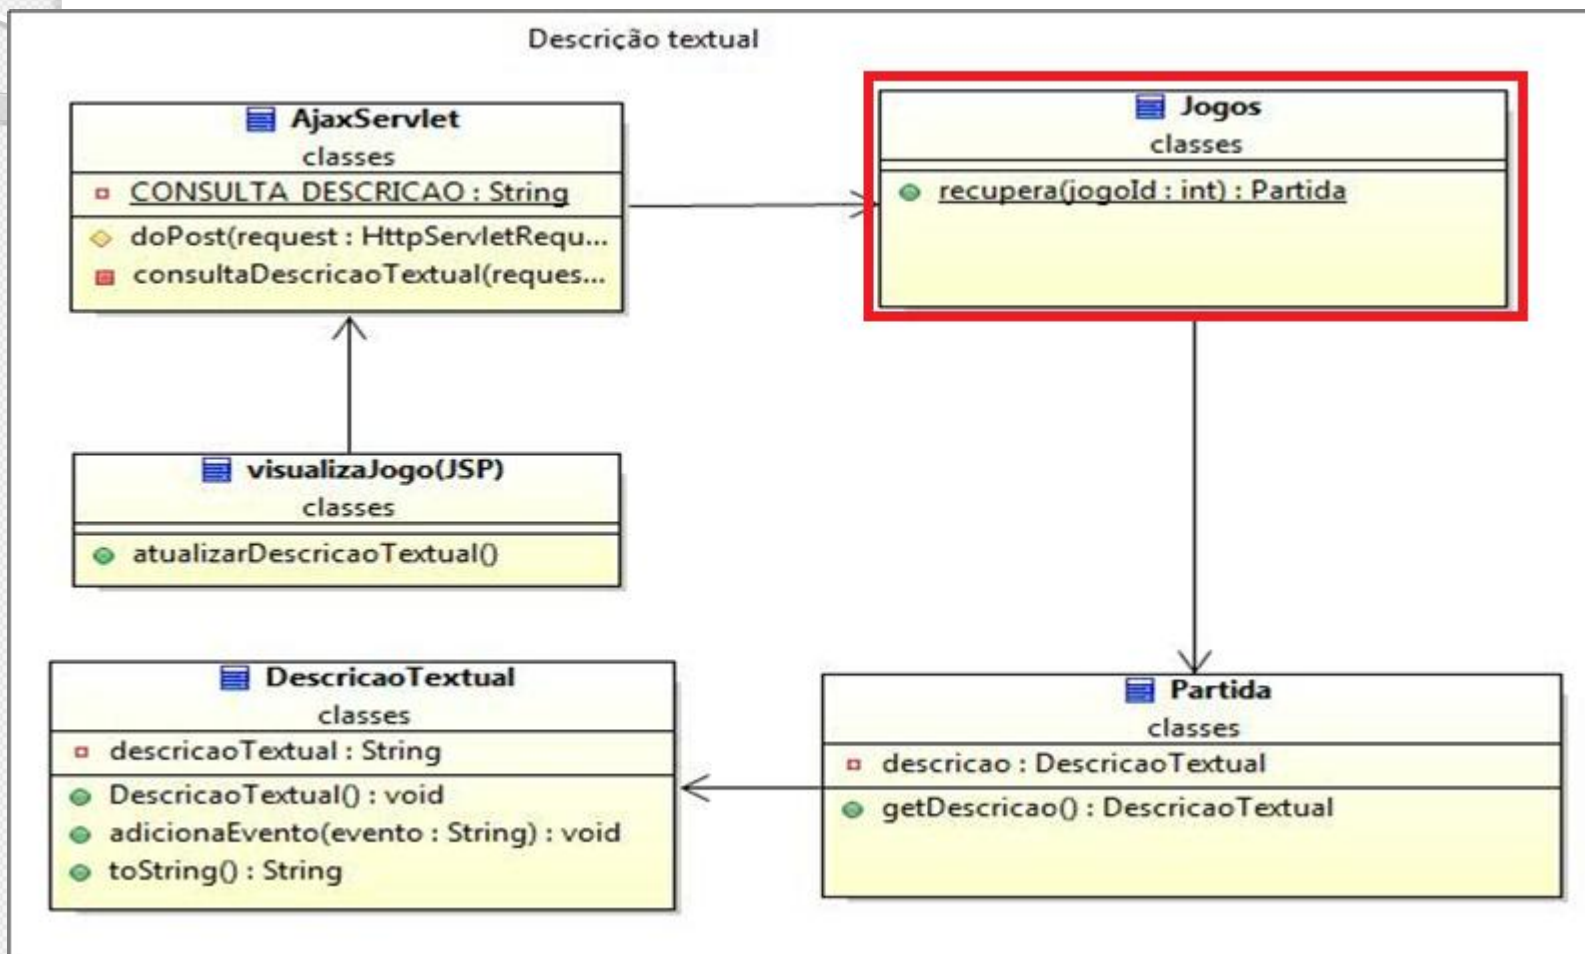 Descrição textual
AjaxServlet
classes
CONSULTA_DESCRICAO : String
doPost(request : HttpServletRequ...
consultaDescricaoTextual(reques...
Jogos
classes
recupera(jogoId : int) : Partida
visualizaJogo(JSP)
classes
atualizarDescricaoTextual()
DescricaoTextual
classes
descricaoTextual : String
DescricaoTextual() : void
adicionaEvento(evento : String) : void
toString() : String
Partida
classes
descricao : DescricaoTextual
getDescricao() : DescricaoTextual